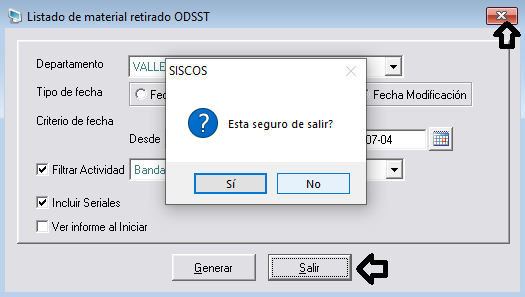 Listado de material retirado ODSST
Departamento
VALLE
SISCOS
Tipo de fecha
Fecha Modificación
Criterio de fecha
Esta seguro de salir?
Desde
07-04
Filtrar Actividad
Banda
Sí
No
Incluir Seriales
Ver informe al Iniciar
Generar
Salir